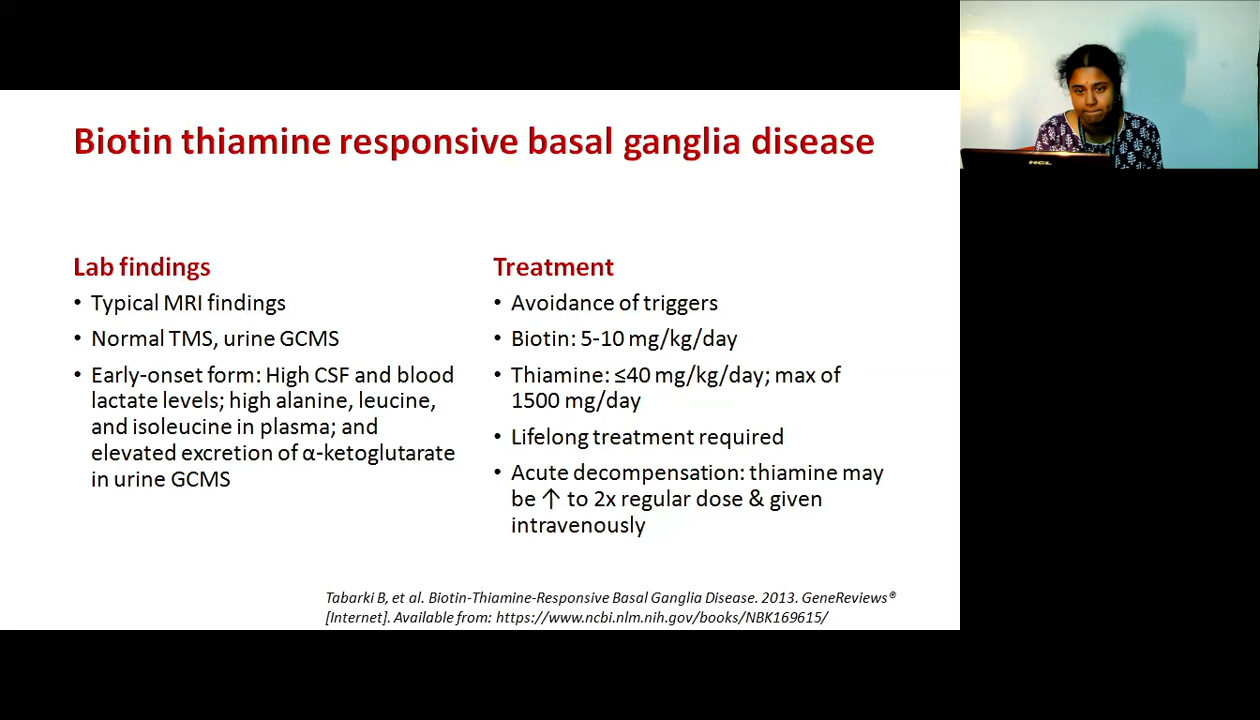 Biotin thiamine responsive basal ganglia disease
Lab findings
• Typical MRI findings
• Normal TMS, urine GCMS
• Early-onset form: High CSF and blood
lactate levels; high alanine, leucine,
and isoleucine in plasma; and
elevated excretion of α-ketoglutarate
in urine GCMS
Treatment
• Avoidance of triggers
• Biotin: 5-10 mg/kg/day
• Thiamine: ≤40 mg/kg/day; max of
1500 mg/day
• Lifelong treatment required
• Acute decompensation: thiamine may
be ↑ to 2x regular dose & given
intravenously
Tabarki B, et al. Biotin-Thiamine-Responsive Basal Ganglia Disease. 2013. GeneReviews®
[Internet]. Available from: https://www.ncbi.nlm.nih.gov/books/NBK169615/
HCL